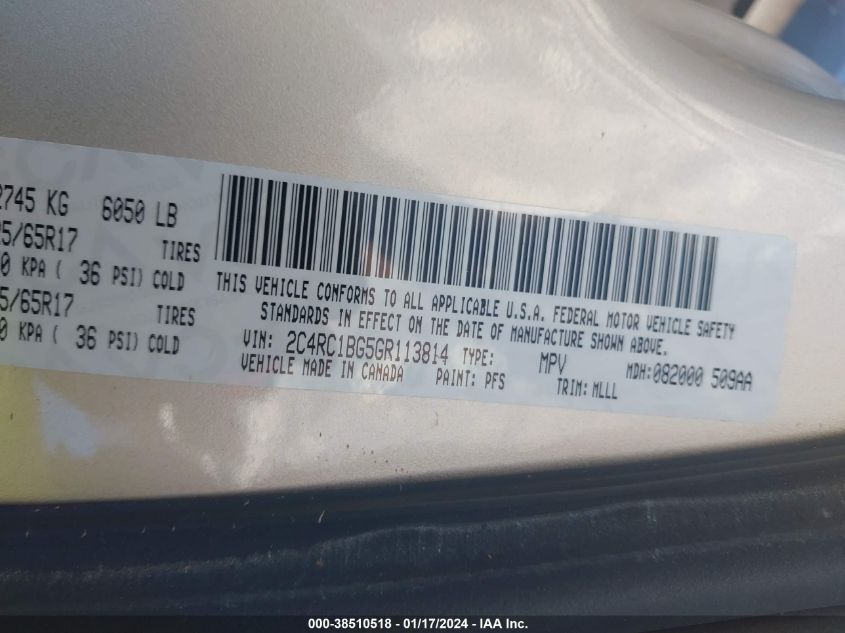 2745 KG 6050 LB
5/65R17 TIRES
0 KPA ( 36 PSI) COLD
5/65R17 TIRES
0 KPA ( 36 PSI) COLD
THIS VEHICLE CONFORMS TO ALL APPLICABLE U.S.A. FEDERAL MOTOR VEHICLE SAFETY
STANDARDS IN EFFECT ON THE DATE OF MANUFACTURE SHOWN ABOVE.
VIN: 2C4RC1BG5GR113814 TYPE: MPV MDH:082000 509AA
VEHICLE MADE IN CANADA PAINT: PFS TRIM: MLLL
000-38510518 - 01/17/2024 - IAA Inc.